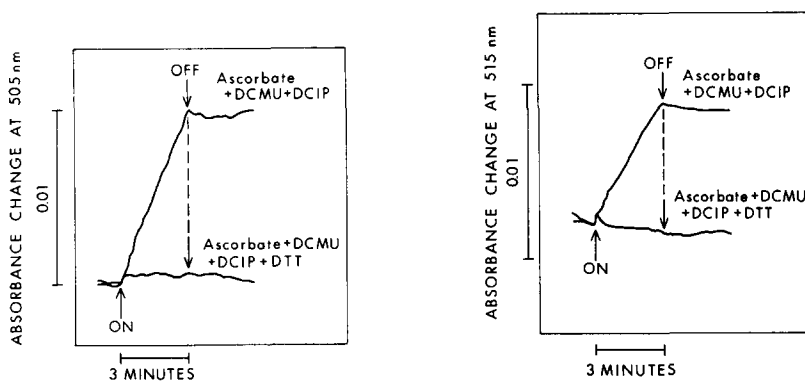 ABSORBANCE CHANGE AT 505 nm
0.01
OFF
Ascorbate
+DCMU+DCIP
Ascorbate+DCMU
+DCIP+DTT
ON
3 MINUTES
ABSORBANCE CHANGE AT 515 nm
0.01
OFF
Ascorbate
+DCMU+DCIP
Ascorbate+DCMU
+DCIP+DTT
ON
3 MINUTES